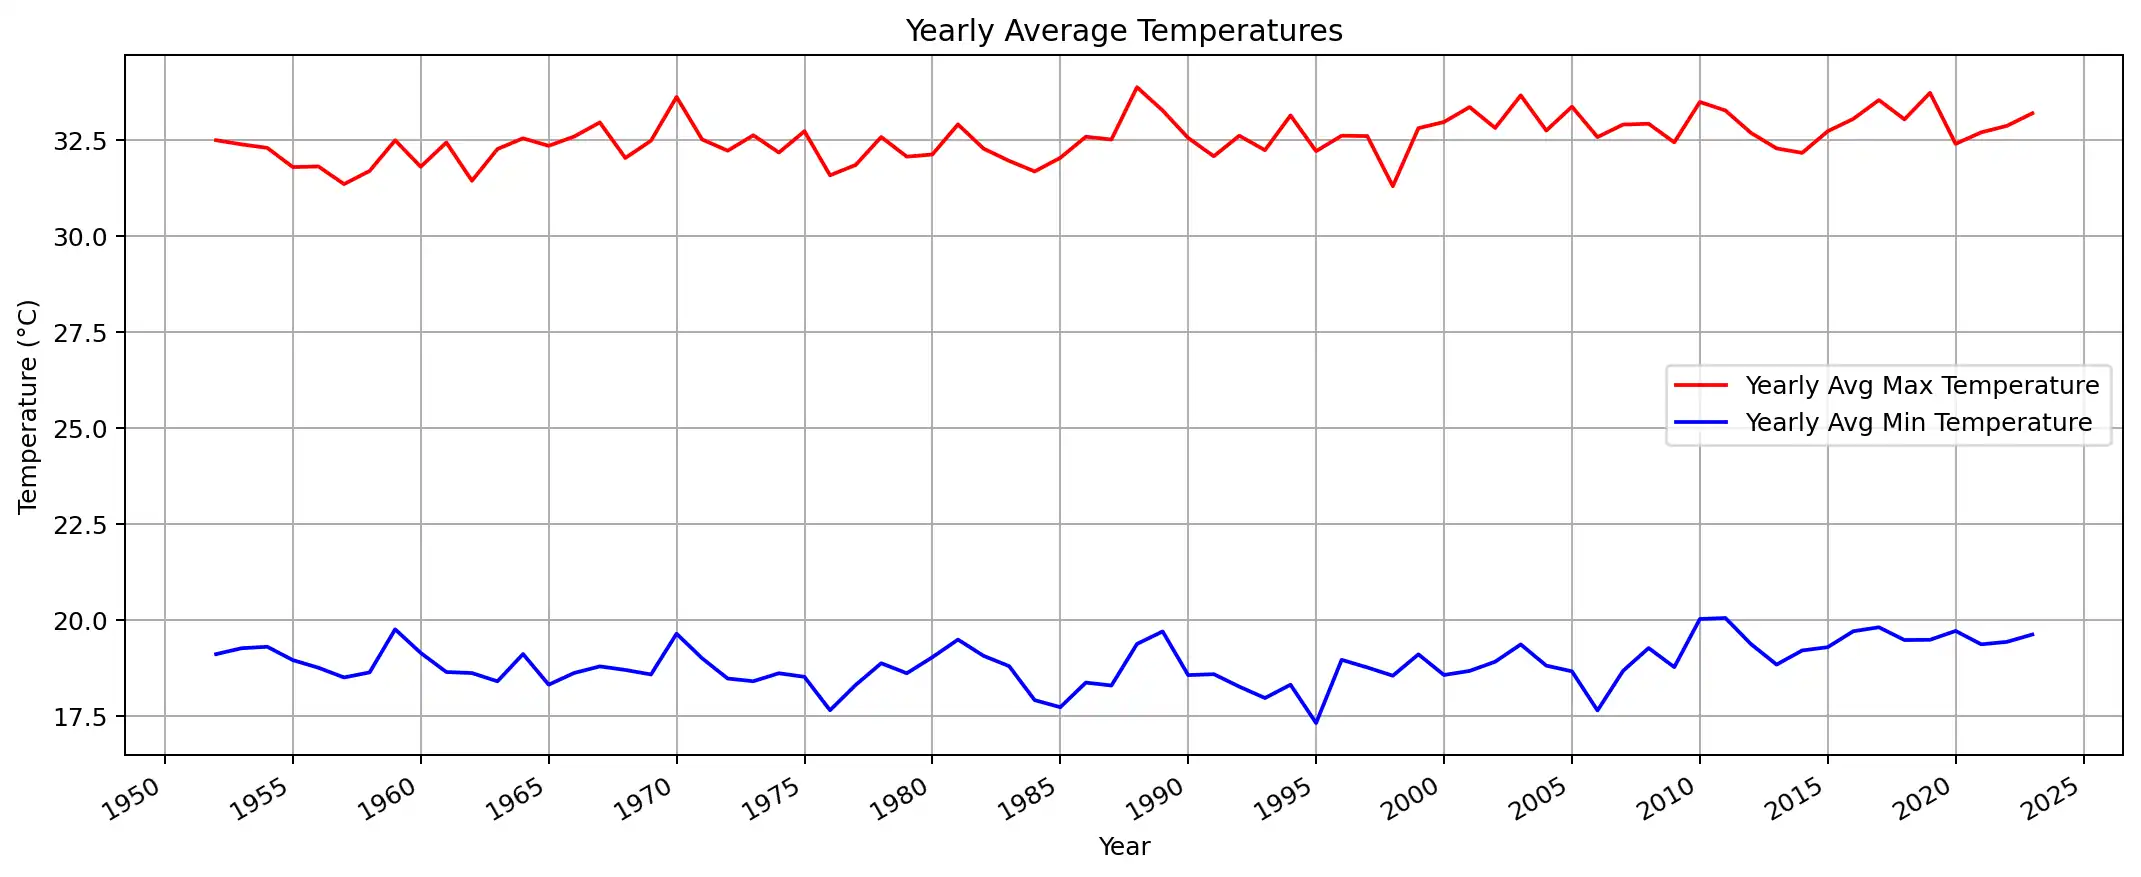 Yearly Average Temperatures
Temperature (°C)
32.5
30.0
27.5
25.0
22.5
20.0
17.5
Yearly Avg Max Temperature
Yearly Avg Min Temperature
1950 1955 1960 1965 1970 1975 1980 1985 1990 1995 2000 2005 2010 2015 2020 2025
Year